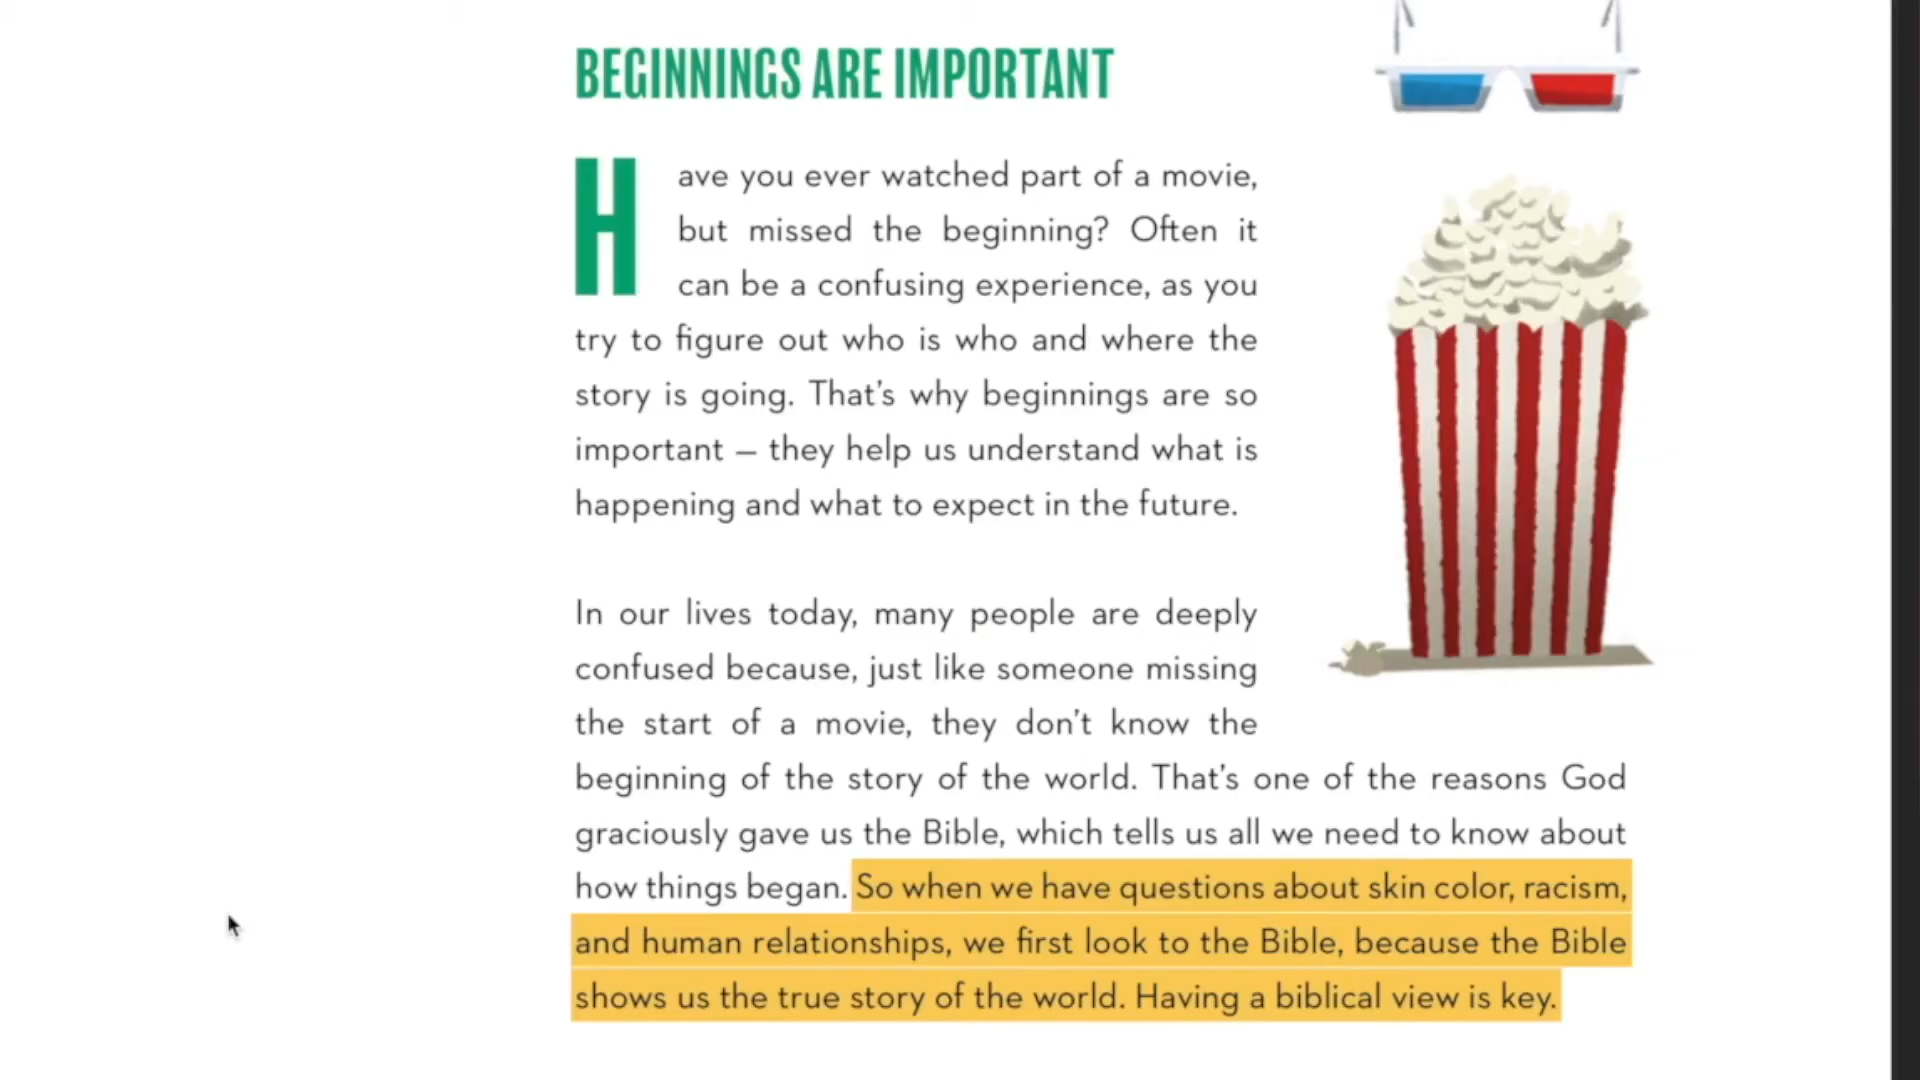 BEGINNINGS ARE IMPORTANT
Have you ever watched part of a movie,
but missed the beginning? Often it
can be a confusing experience, as you
try to figure out who is who and where the
story is going. That’s why beginnings are so
important – they help us understand what is
happening and what to expect in the future.
In our lives today, many people are deeply
confused because, just like someone missing
the start of a movie, they don’t know the
beginning of the story of the world. That’s one of the reasons God
graciously gave us the Bible, which tells us all we need to know about
how things began. So when we have questions about skin color, racism,
and human relationships, we first look to the Bible, because the Bible
shows us the true story of the world. Having a biblical view is key.